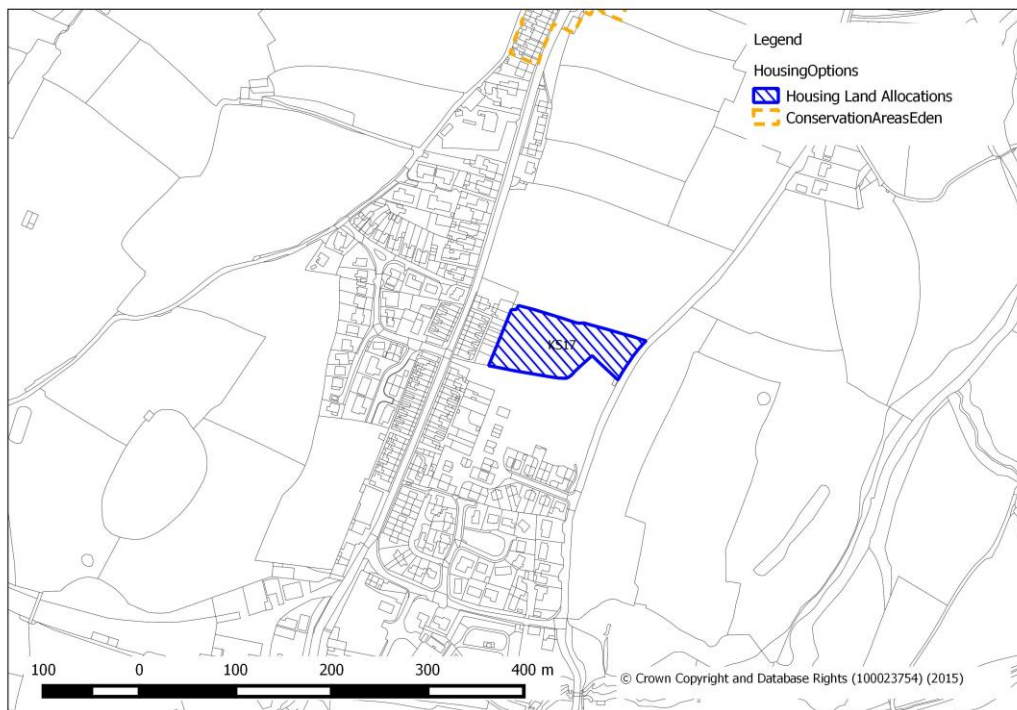 Legend
HousingOptions
Housing Land Allocations
ConservationAreasEden
KS17
100 0 100 200 300 400 m
© Crown Copyright and Database Rights (100023754) (2015)